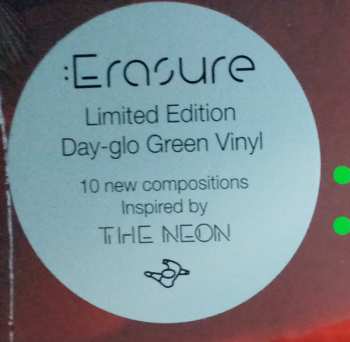 :Erasure
Limited Edition
Day-glo Green Vinyl
10 new compositions
Inspired by
THE NEON